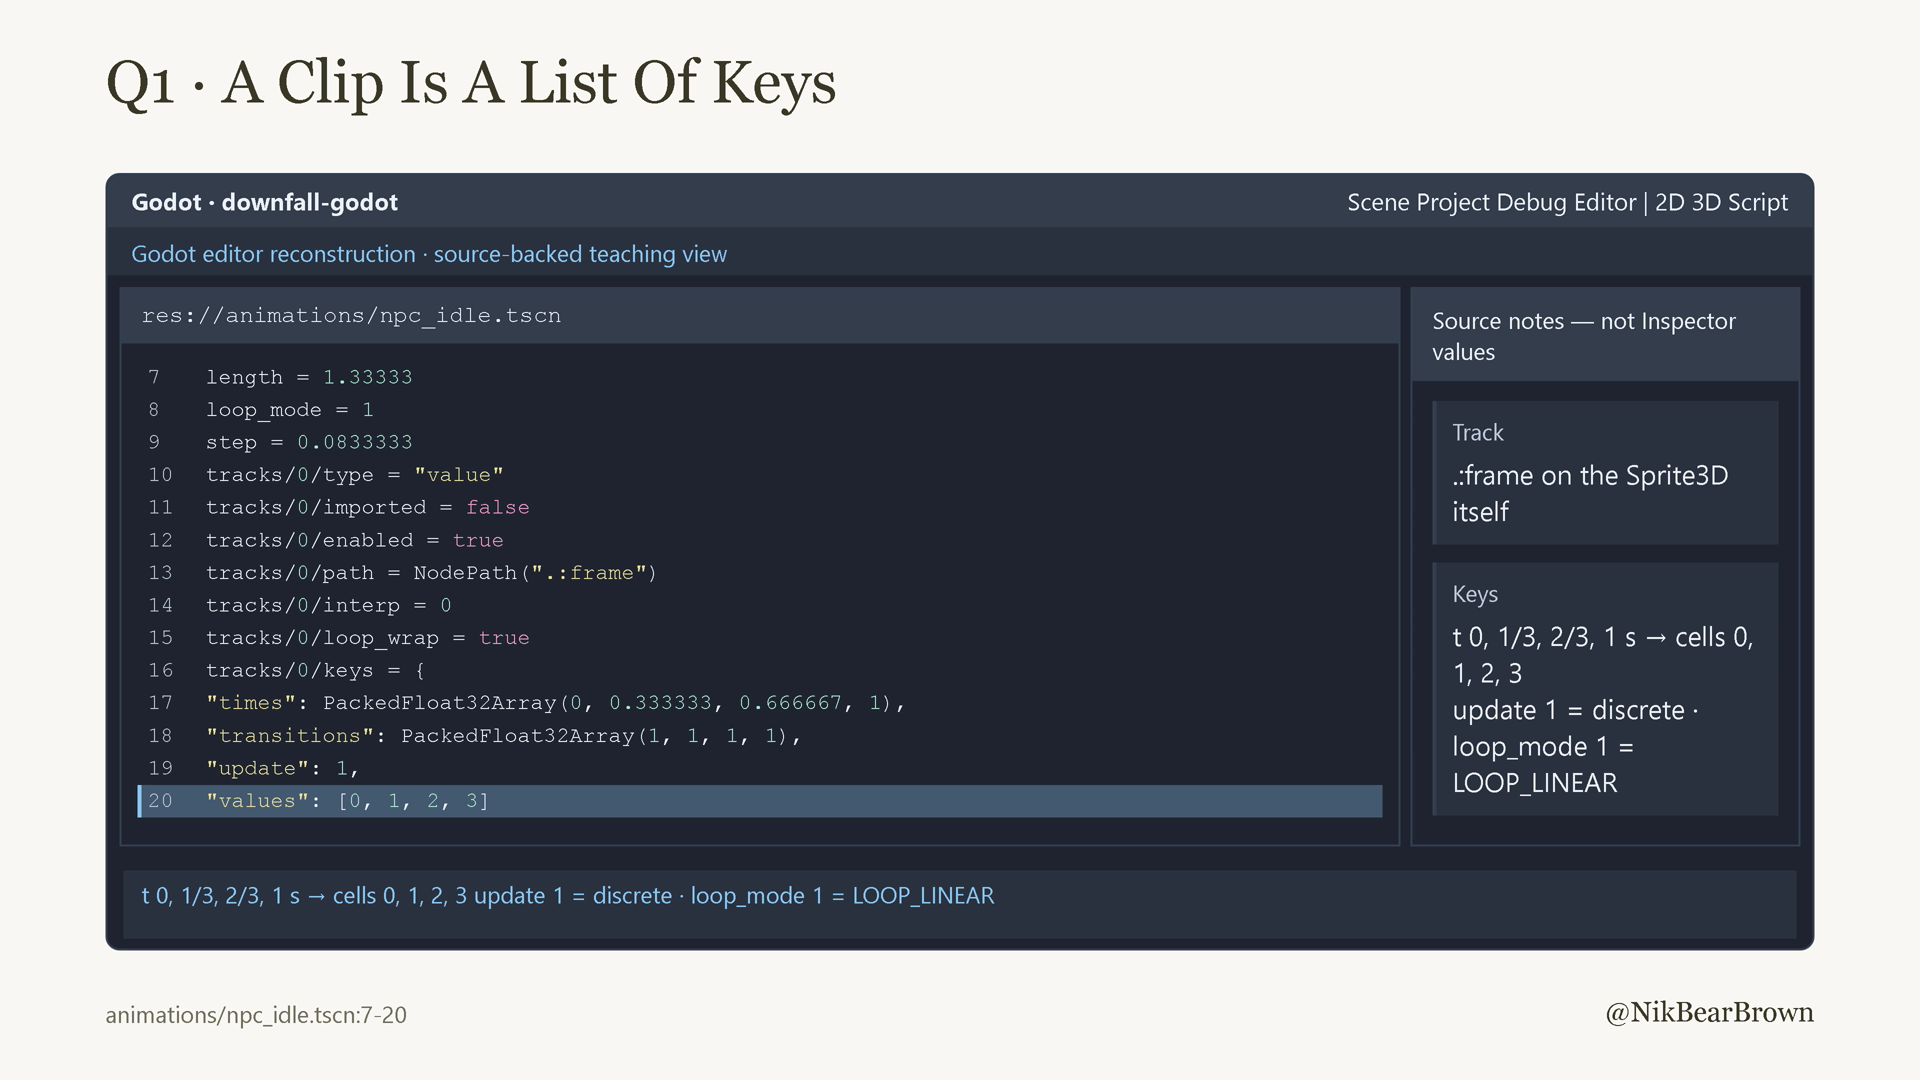 Q1 · A Clip Is A List Of Keys
Godot · downfall-godot
Scene Project Debug Editor | 2D 3D Script
Godot editor reconstruction · source-backed teaching view
res://animations/npc_idle.tscn
7 length = 1.33333
8 loop_mode = 1
9 step = 0.0833333
10 tracks/0/type = "value"
11 tracks/0/imported = false
12 tracks/0/enabled = true
13 tracks/0/path = NodePath(".:frame")
14 tracks/0/interp = 0
15 tracks/0/loop_wrap = true
16 tracks/0/keys = {
17 "times": PackedFloat32Array(0, 0.333333, 0.666667, 1),
18 "transitions": PackedFloat32Array(1, 1, 1, 1),
19 "update": 1,
20 "values": [0, 1, 2, 3]
Source notes — not Inspector
values
Track
.:frame on the Sprite3D
itself
Keys
t 0, 1/3, 2/3, 1 s → cells 0,
1, 2, 3
update 1 = discrete ·
loop_mode 1 =
LOOP_LINEAR
t 0, 1/3, 2/3, 1 s → cells 0, 1, 2, 3 update 1 = discrete · loop_mode 1 = LOOP_LINEAR
animations/npc_idle.tscn:7-20
@NikBearBrown